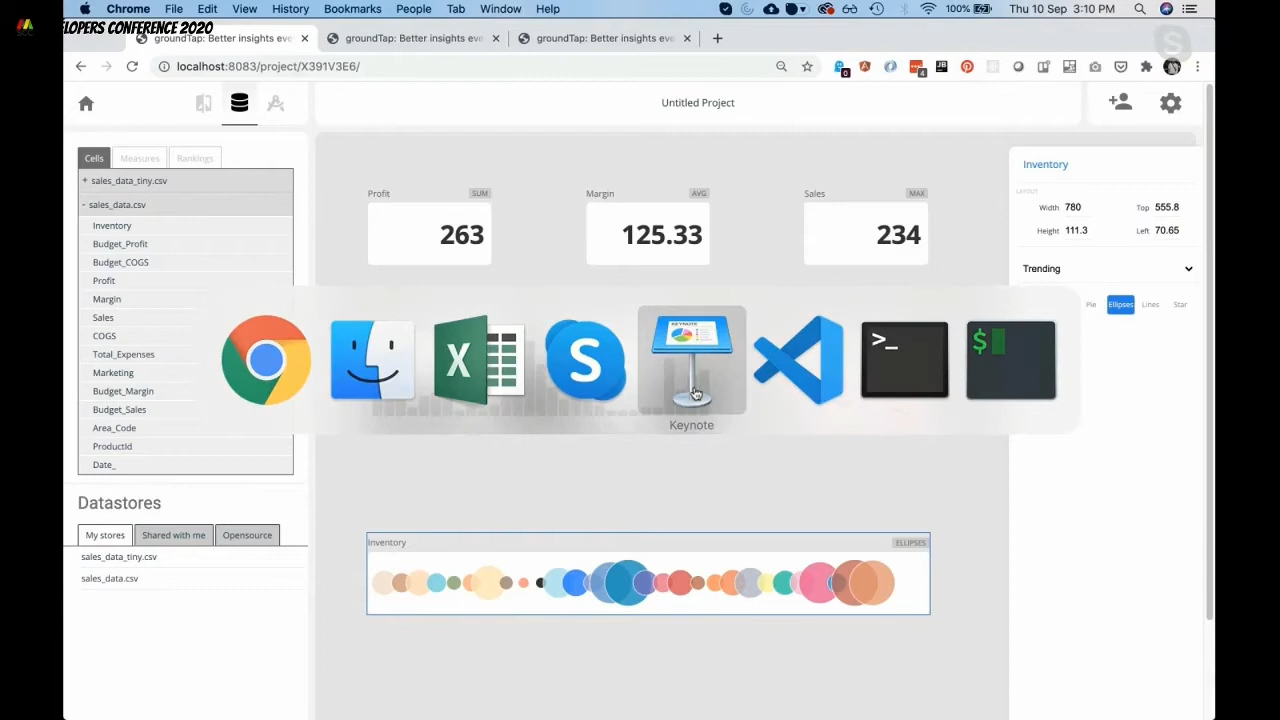 Chrome File Edit View History Bookmarks People Tab Window Help 100% Thu 10 Sep 3:10 PM
ELOPERS CONFERENCE 2020
groundTap: Better insights eve groundTap: Better insights eve groundTap: Better insights eve
localhost:8083/project/X391V3E6/
Untitled Project
Cells Measures Rankings
+ sales_data_tiny.csv
- sales_data.csv
Inventory
Budget_Profit
Budget_COGS
Profit
Margin
Sales
COGS
Total_Expenses
Marketing
Budget_Margin
Budget_Sales
Area_Code
ProductId
Date_
Datastores
My stores Shared with me Opensource
sales_data_tiny.csv
sales_data.csv
Profit SUM
263
Margin AVG
125.33
Sales MAX
234
Keynote
Inventory ELLIPSES
Inventory
LAYOUT
Width 780 Top 555.8
Height 111.3 Left 70.65
Trending
Pie Ellipses Lines Star